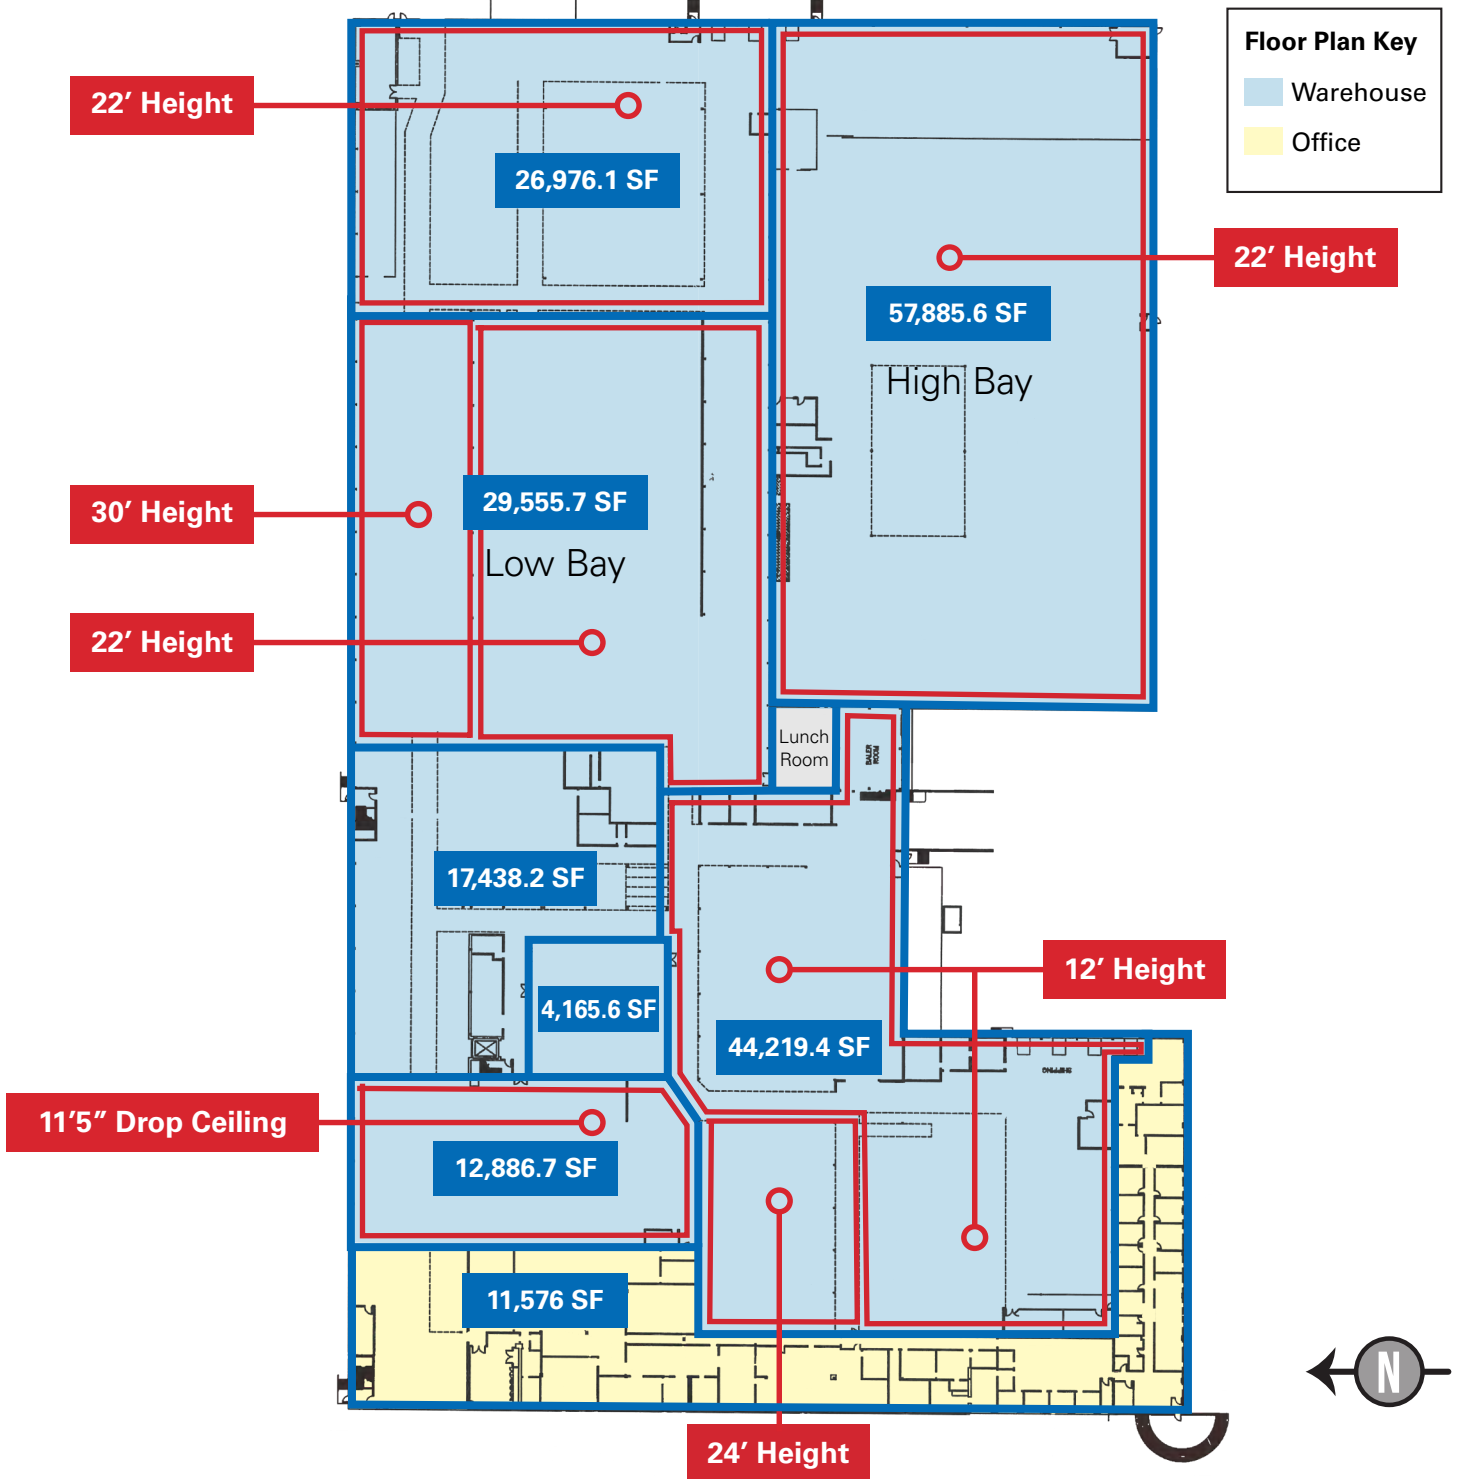 Floor Plan Key
Warehouse
Office
22’ Height
26,976.1 SF
22’ Height
57,885.6 SF
High Bay
30’ Height
29,555.7 SF
Low Bay
22’ Height
Lunch
Room
BALER
ROOM
17,438.2 SF
12’ Height
4,165.6 SF
44,219.4 SF
SHIPPING
11’5” Drop Ceiling
12,886.7 SF
11,576 SF
N
24’ Height